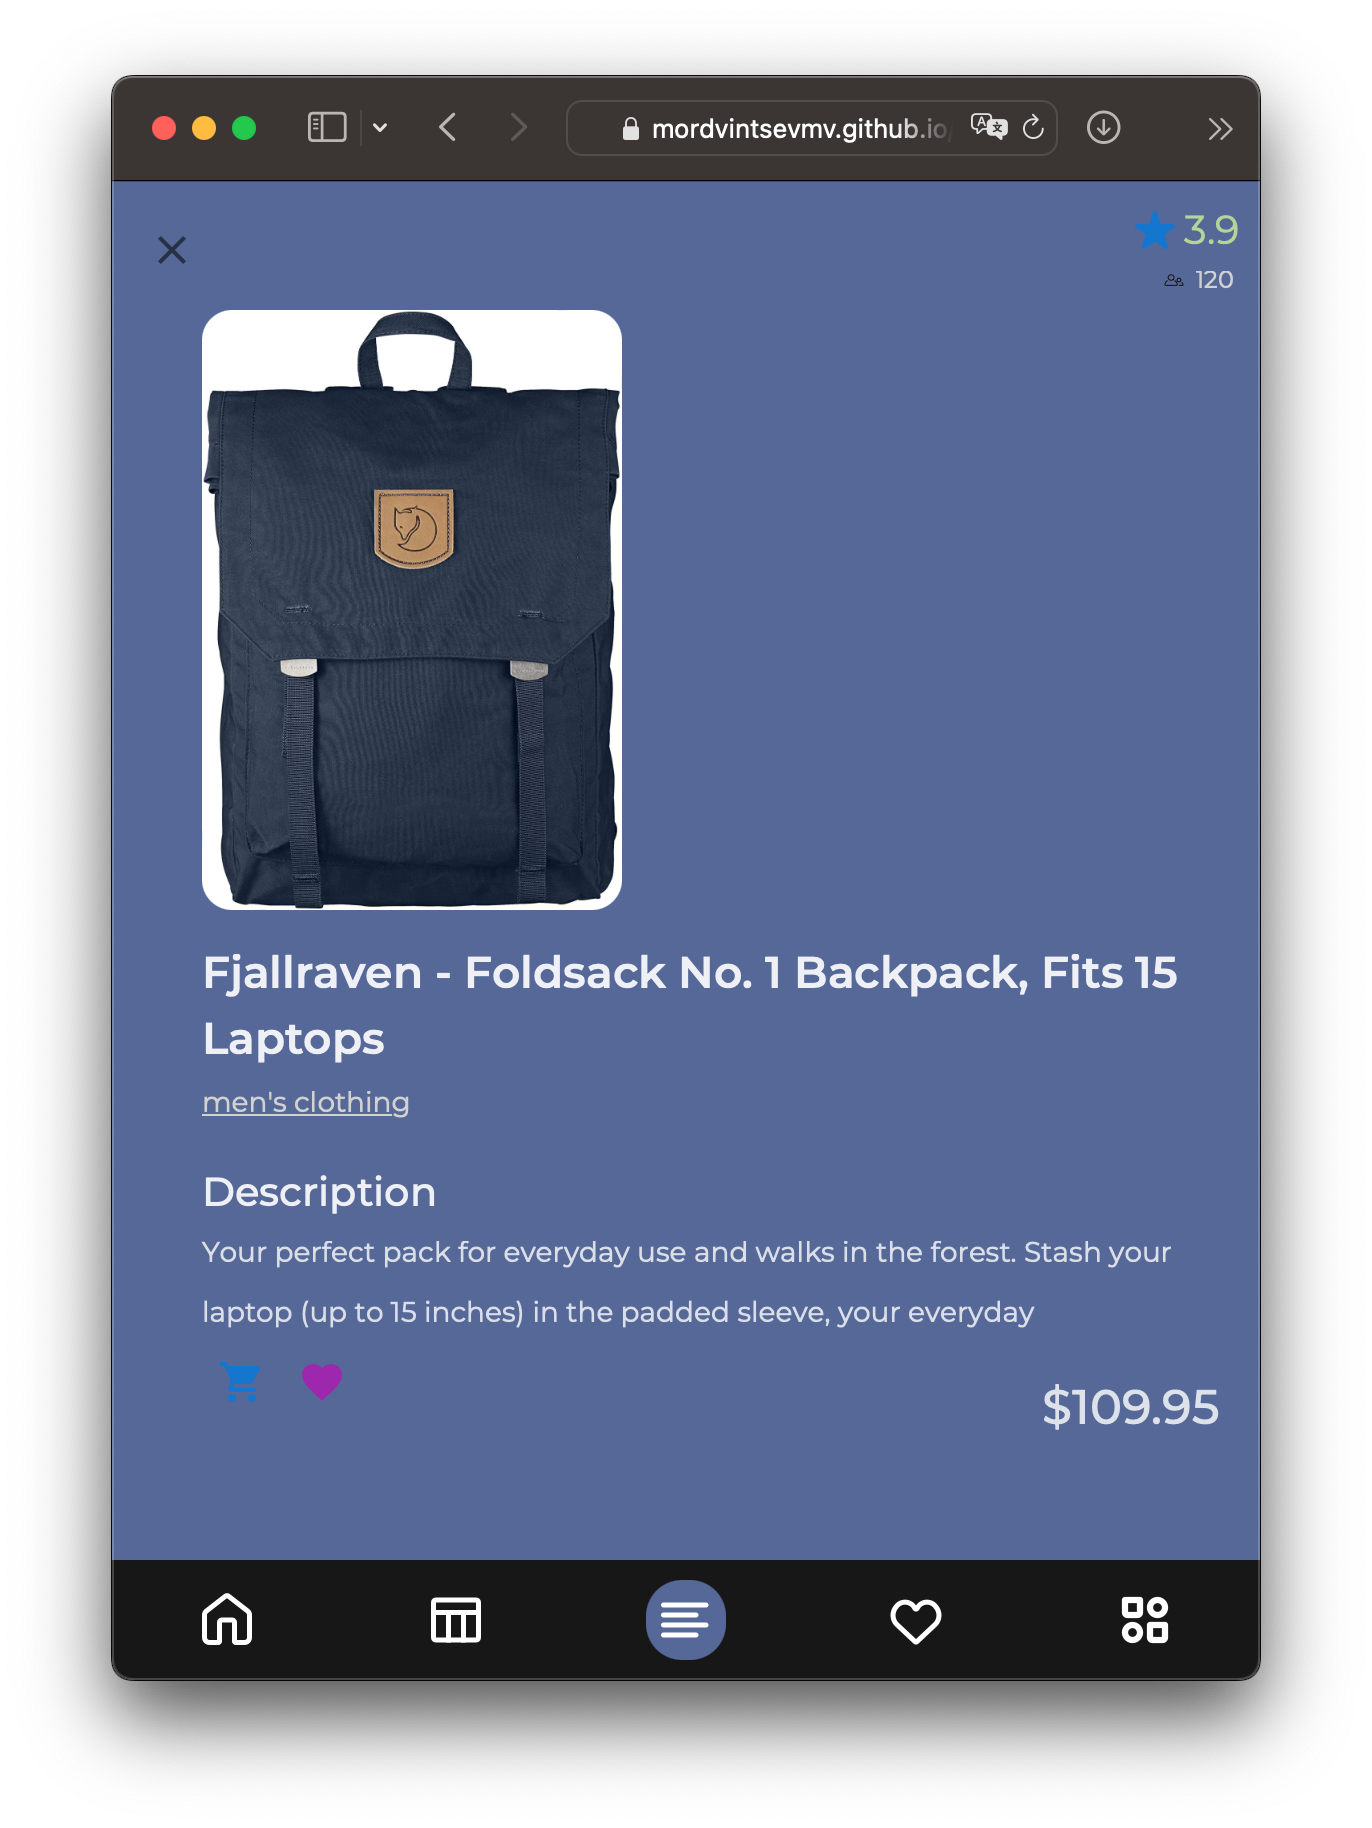 mordvintsevmv.github.io
3.9
120
Fjallraven - Foldsack No. 1 Backpack, Fits 15
Laptops
men's clothing
Description
Your perfect pack for everyday use and walks in the forest. Stash your
laptop (up to 15 inches) in the padded sleeve, your everyday
$109.95